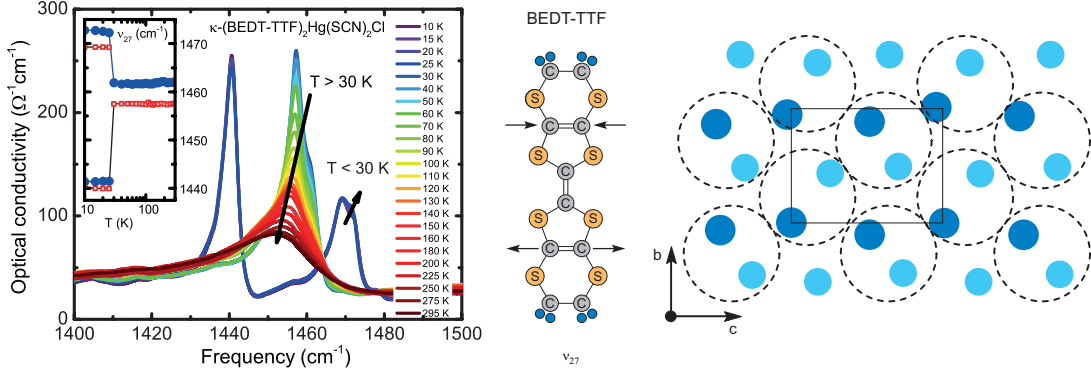 κ-(BEDT-TTF)₂Hg(SCN)₂Cl
ν₂₇ (cm⁻¹)
1470
1460
1450
1440
10
100
T (K)
T > 30 K
T < 30 K
10 K
15 K
20 K
25 K
30 K
40 K
50 K
60 K
70 K
80 K
90 K
100 K
110 K
120 K
130 K
140 K
150 K
160 K
180 K
200 K
225 K
250 K
275 K
295 K
Optical conductivity (Ω⁻¹cm⁻¹)
300
200
100
0
1400
1420
1440
1460
1480
1500
Frequency (cm⁻¹)
BEDT-TTF
C C
S S
C C
S S
C
C
S S
C C
S S
C C
ν₂₇
b
c